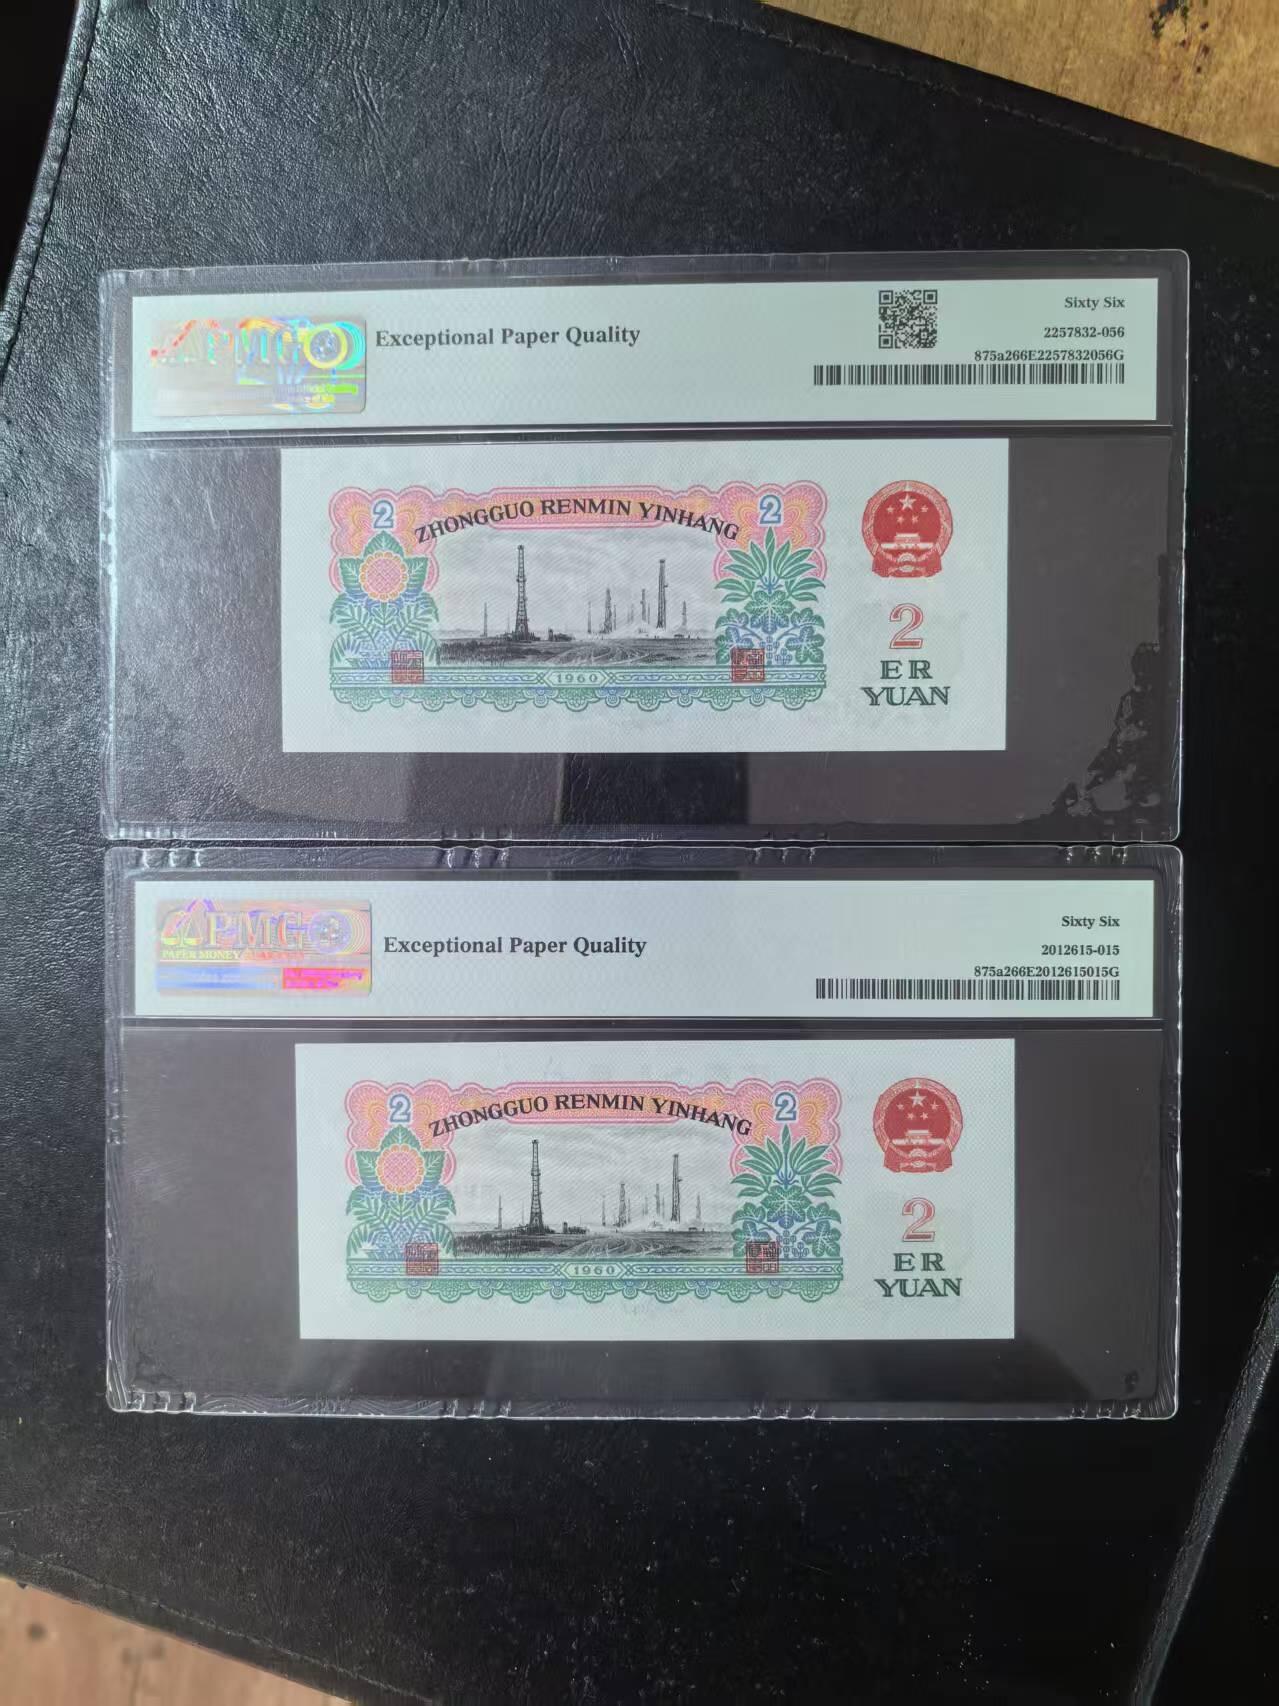 PMG
Exceptional Paper Quality
Sixty Six
2257832-056
875a266E2257832056G
2 ZHONGGUO RENMIN YINHANG 2
2
ER
YUAN
1960
PMG
PAPER MONEY
Exceptional Paper Quality
Sixty Six
2012615-015
875a266E2012615015G
2 ZHONGGUO RENMIN YINHANG 2
2
ER
YUAN
1960